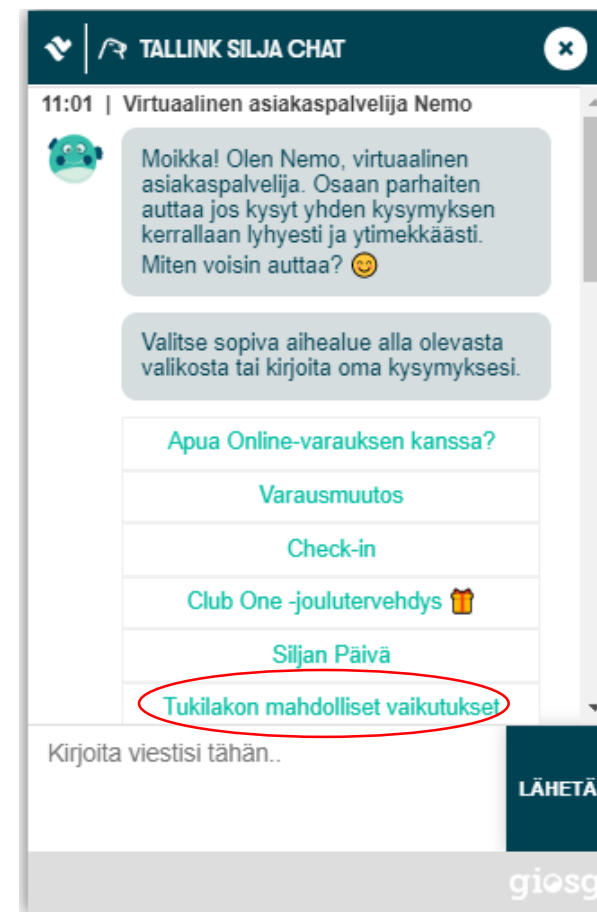 TALLINK SILJA CHAT
11:01 | Virtuaalinen asiakaspalvelija Nemo
Moikka! Olen Nemo, virtuaalinen
asiakaspalvelija. Osaan parhaiten
auttaa jos kysyt yhden kysymyksen
kerrallaan lyhyesti ja ytimekkäästi.
Miten voisin auttaa? 😊
Valitse sopiva aihealue alla olevasta
valikosta tai kirjoita oma kysymyksesi.
Apua Online-varauksen kanssa?
Varausmuutos
Check-in
Club One -joulutervehdys 🎁
Siljan Päivä
Tukilakon mahdolliset vaikutukset
Kirjoita viestisi tähän..
LÄHETÄ
giosg